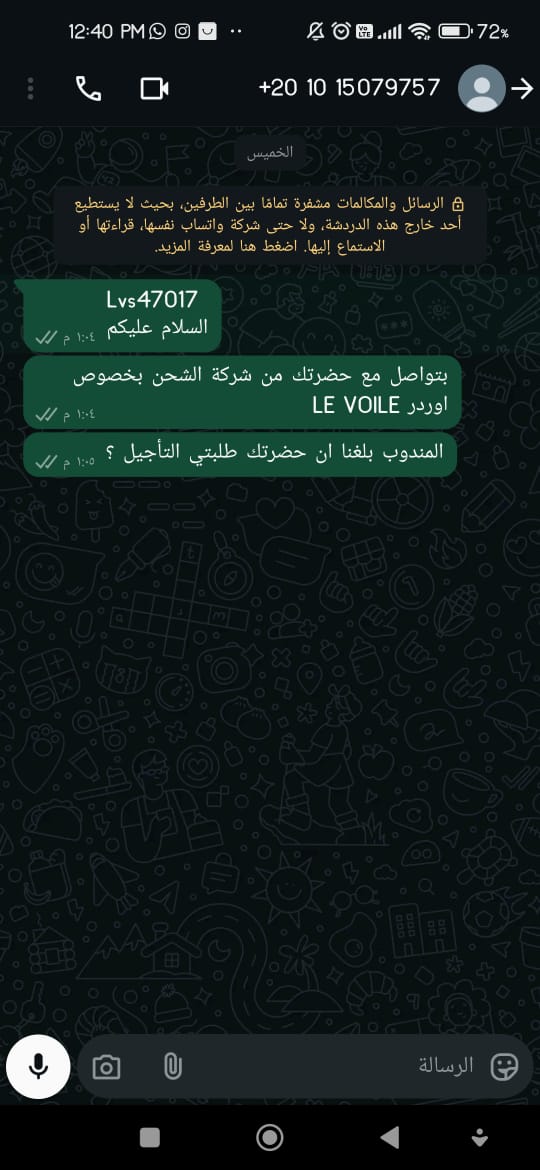 12:40 PM
72%
+20 10 15079757
الخميس
الرسائل والمكالمات مشفرة تمامًا بين الطرفين، بحيث لا يستطيع
أحد خارج هذه الدردشة، ولا حتى شركة واتساب نفسها، قراءتها أو
الاستماع إليها. اضغط هنا لمعرفة المزيد.
Lvs47017
السلام عليكم
١:٠٤ م
بتواصل مع حضرتك من شركة الشحن بخصوص
اوردر LE VOILE
١:٠٤ م
المندوب بلغنا ان حضرتك طلبتي التأجيل ؟
١:٠٥ م
الرسالة